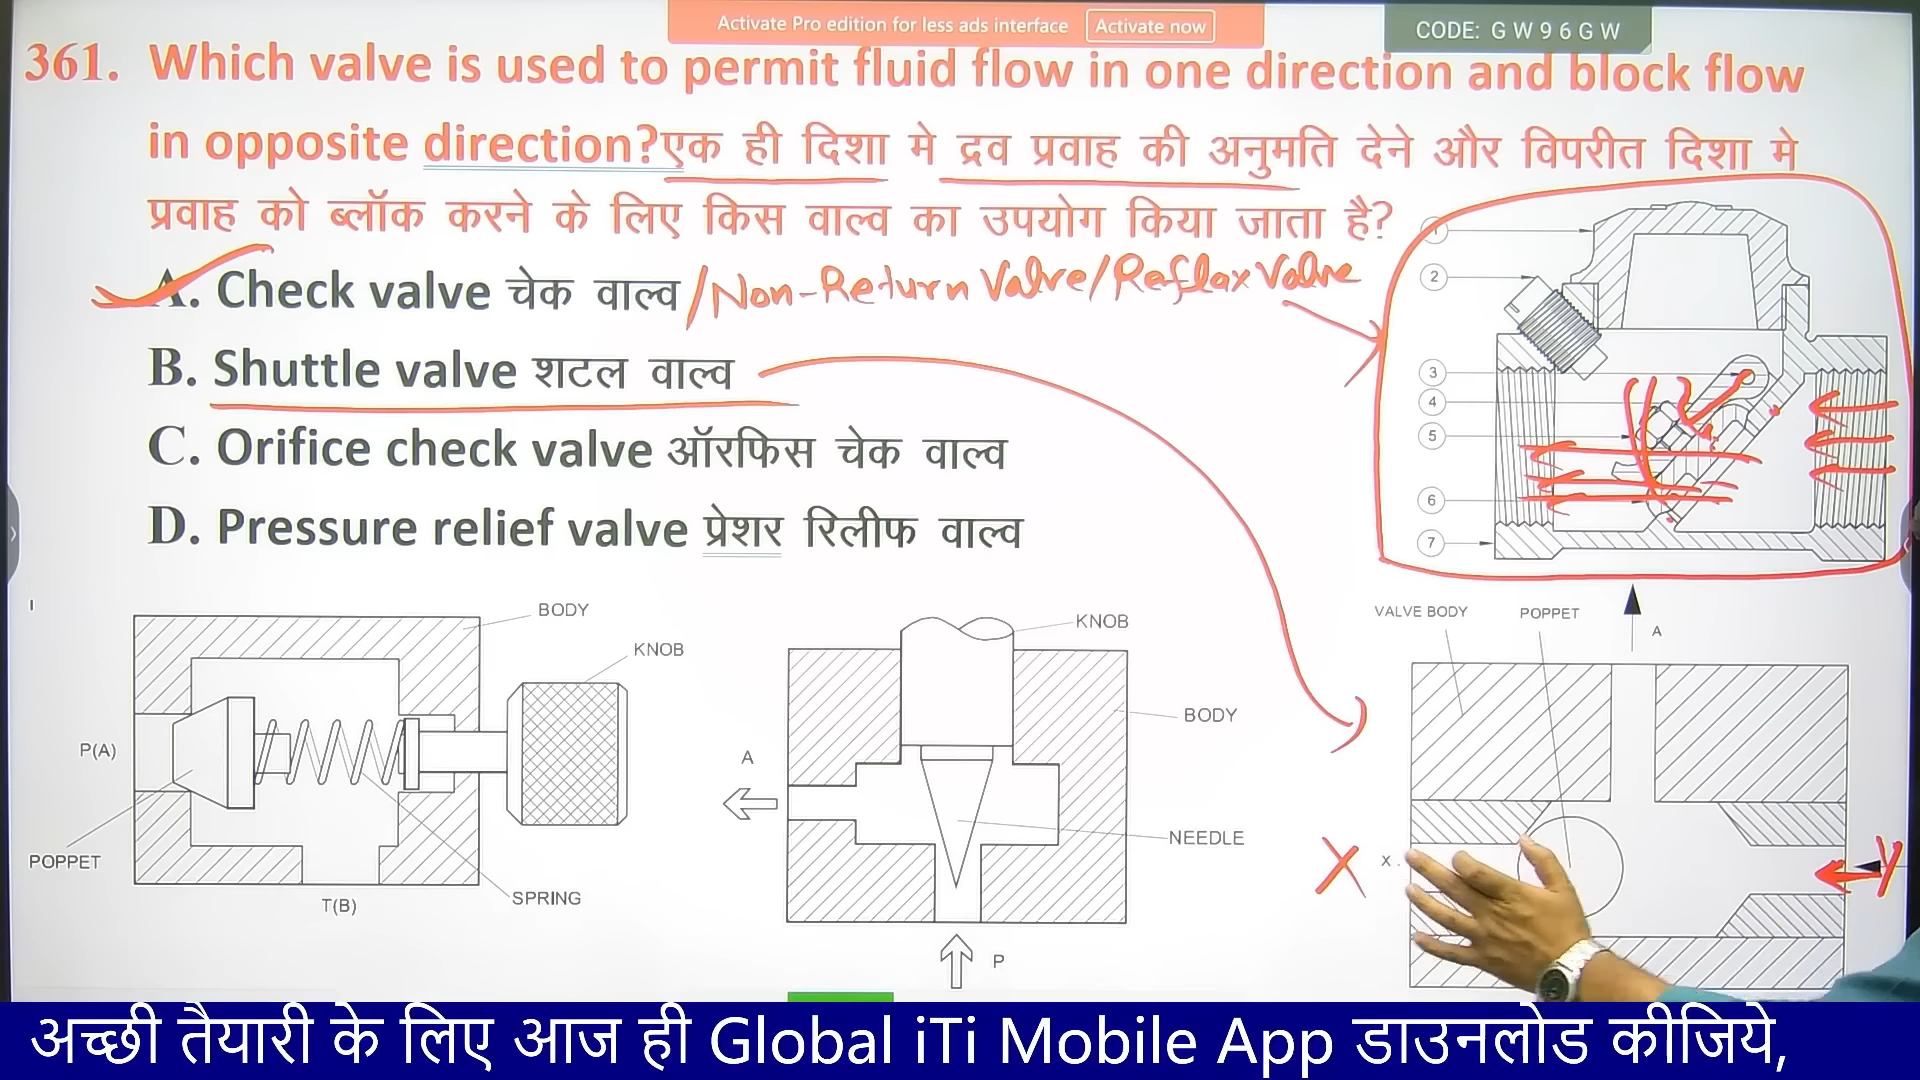 Activate Pro edition for less ads interface Activate now
CODE: G W 9 6 G W
361. Which valve is used to permit fluid flow in one direction and block flow
in opposite direction?एक ही दिशा मे द्रव प्रवाह की अनुमति देने और विपरीत दिशा मे
प्रवाह को ब्लॉक करने के लिए किस वाल्व का उपयोग किया जाता है?
A. Check valve चेक वाल्व /Non-Return Valve/Reflax Valve
B. Shuttle valve शटल वाल्व
C. Orifice check valve ऑरफिस चेक वाल्व
D. Pressure relief valve प्रेशर रिलीफ वाल्व
1
2
3
4
5
6
7
BODY
KNOB
P(A)
POPPET
T(B)
SPRING
KNOB
BODY
A
NEEDLE
P
VALVE BODY
POPPET
A
X
X
Y
अच्छी तैयारी के लिए आज ही Global iTi Mobile App डाउनलोड कीजिये,